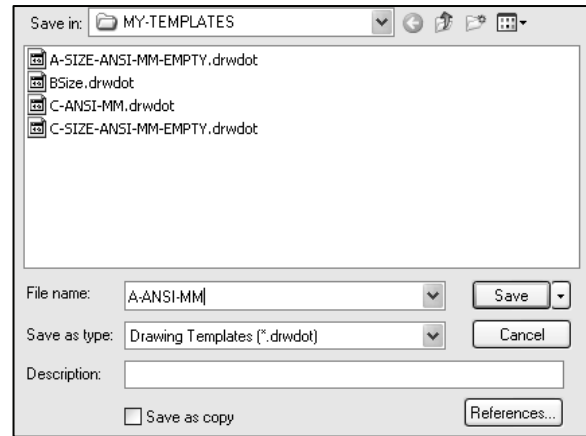 Save in: MY-TEMPLATES
A-SIZE-ANSI-MM-EMPTY.drwdot
BSize.drwdot
C-ANSI-MM.drwdot
C-SIZE-ANSI-MM-EMPTY.drwdot
File name: A-ANSI-MM Save
Save as type: Drawing Templates (*.drwdot) Cancel
Description:
Save as copy References...